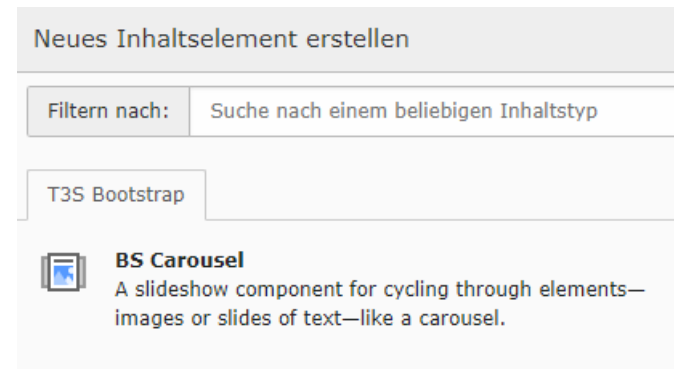 Neues Inhaltselement erstellen
Filtern nach: Suche nach einem beliebigen Inhaltstyp
T3S Bootstrap
BS Carousel
A slideshow component for cycling through elements—
images or slides of text—like a carousel.